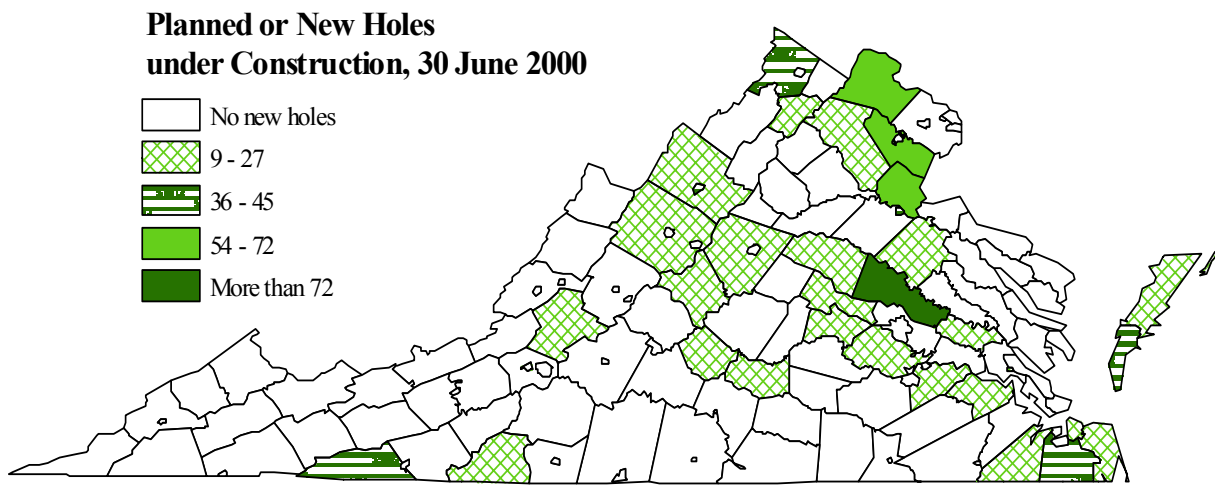 Planned or New Holes
under Construction, 30 June 2000
No new holes
9 - 27
36 - 45
54 - 72
More than 72